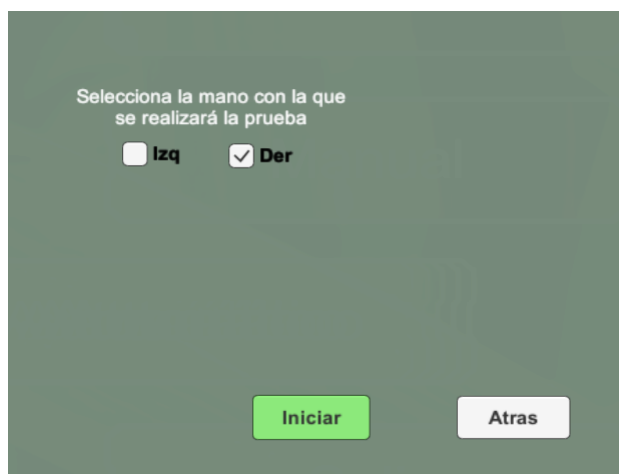 Selecciona la mano con la que
se realizará la prueba
Izq Der
Iniciar Atras